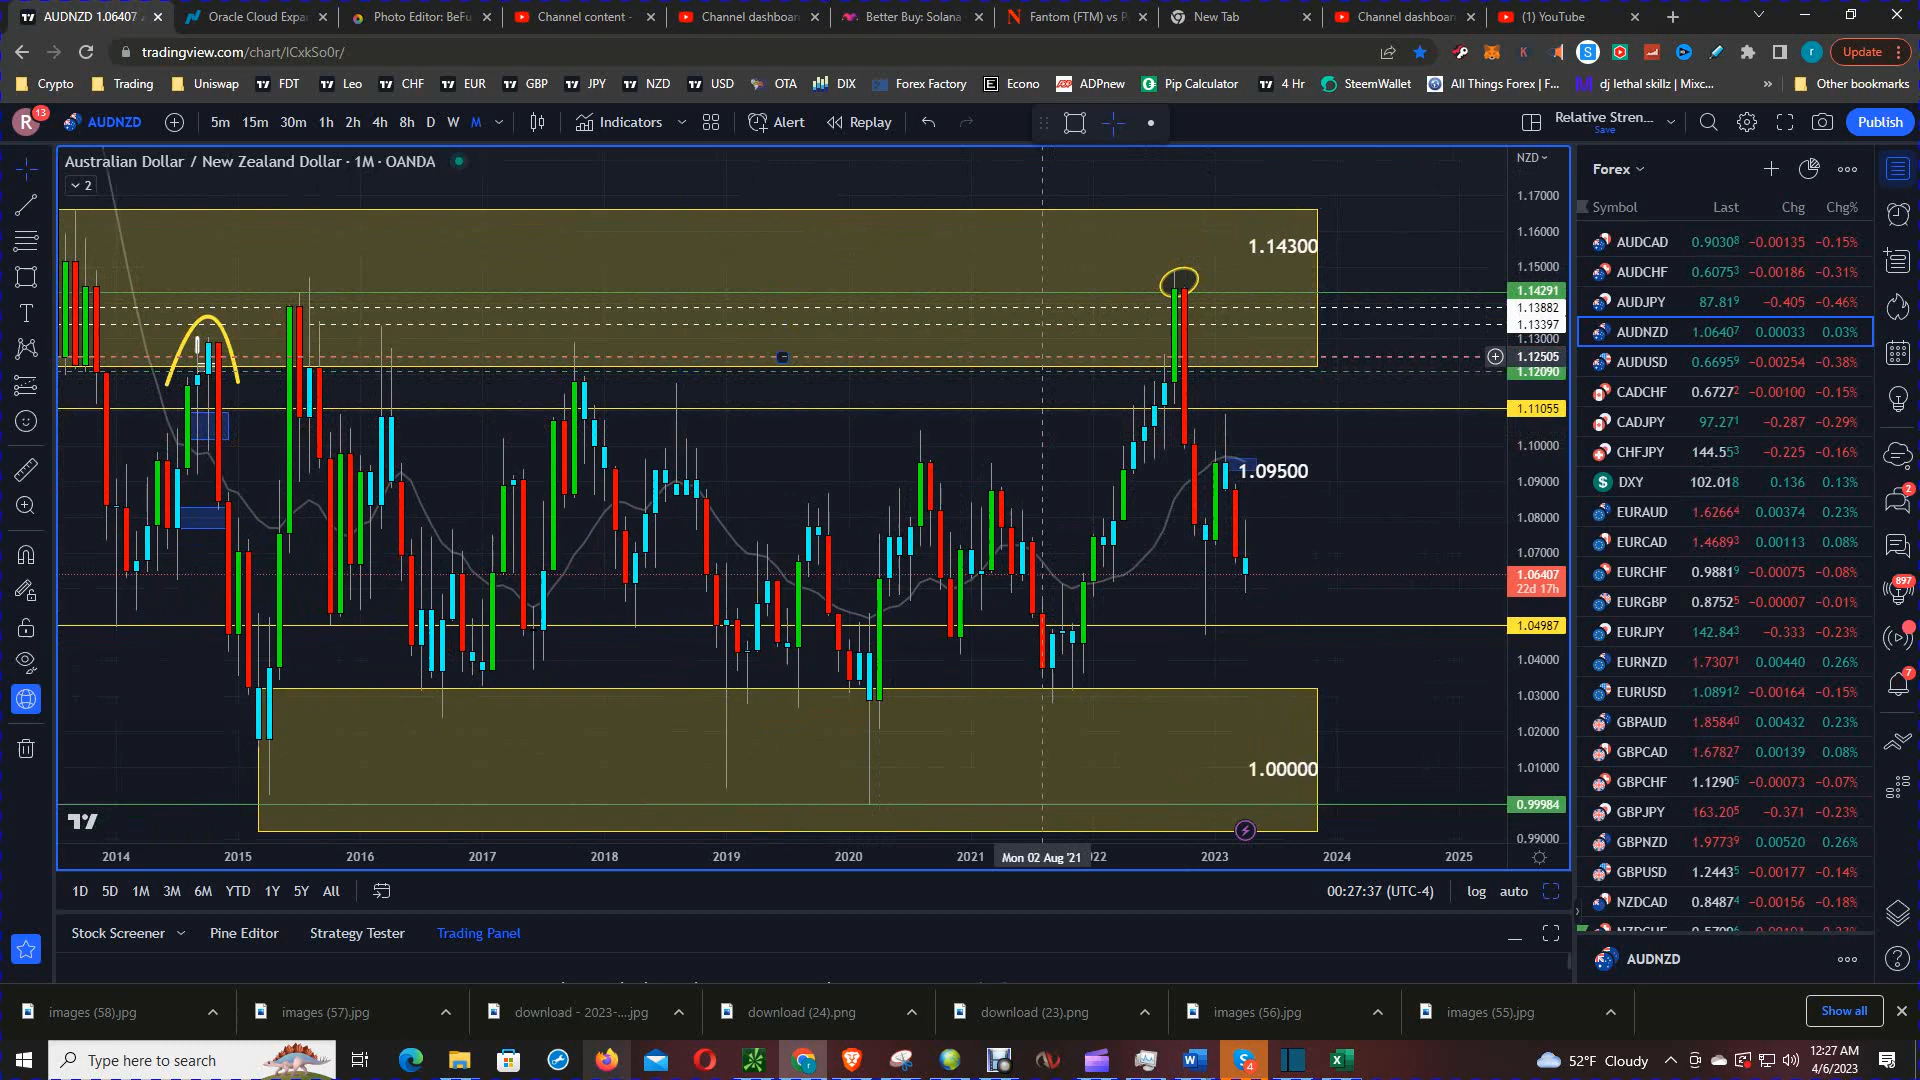 AUDNZD 1.06407
Oracle Cloud Expa
Photo Editor: BeFu
Channel content -
Channel dashboar
Better Buy: Solana
Fantom (FTM) vs P
New Tab
Channel dashboar
(1) YouTube
tradingview.com/chart/lCxkSo0r/
Update
Crypto
Trading
Uniswap
FDT
Leo
CHF
EUR
GBP
JPY
NZD
USD
OTA
DIX
Forex Factory
Econo
ADPnew
Pip Calculator
4 Hr
SteemWallet
All Things Forex | F...
dj lethal skillz | Mixc...
Other bookmarks
R 13
AUDNZD
5m 15m 30m 1h 2h 4h 8h D W M
Indicators
Alert
Replay
Relative Stren...
Save
Publish
Australian Dollar / New Zealand Dollar · 1M · OANDA
2
NZD
1.17000
1.16000
1.14300
1.15000
1.14291
1.13882
1.13397
1.13000
1.12505
1.12090
1.11055
1.10000
1.09500
1.09000
1.08000
1.07000
1.06407
22d 17h
1.04987
1.04000
1.03000
1.02000
1.00000
1.01000
0.99984
0.99000
2014 2015 2016 2017 2018 2019 2020 2021 Mon 02 Aug '21 22 2023 2024 2025
1D 5D 1M 3M 6M YTD 1Y 5Y All
00:27:37 (UTC-4)
log auto
Stock Screener
Pine Editor
Strategy Tester
Trading Panel
Forex
Symbol Last Chg Chg%
AUDCAD 0.90308 −0.00135 −0.15%
AUDCHF 0.60753 −0.00186 −0.31%
AUDJPY 87.819 −0.405 −0.46%
AUDNZD 1.06407 0.00033 0.03%
AUDUSD 0.66959 −0.00254 −0.38%
CADCHF 0.67272 −0.00100 −0.15%
CADJPY 97.271 −0.287 −0.29%
CHFJPY 144.553 −0.225 −0.16%
DXY 102.018 0.136 0.13%
EURAUD 1.62664 0.00374 0.23%
EURCAD 1.46893 0.00113 0.08%
EURCHF 0.98819 −0.00075 −0.08%
EURGBP 0.87525 −0.00007 −0.01%
EURJPY 142.843 −0.333 −0.23%
EURNZD 1.73071 0.00440 0.26%
EURUSD 1.08912 −0.00164 −0.15%
GBPAUD 1.85840 0.00432 0.23%
GBPCAD 1.67827 0.00139 0.08%
GBPCHF 1.12905 −0.00073 −0.07%
GBPJPY 163.205 −0.371 −0.23%
GBPNZD 1.97739 0.00520 0.26%
GBPUSD 1.24435 −0.00177 −0.14%
NZDCAD 0.84874 −0.00156 −0.18%
AUDNZD
2
897
7
images (58).jpg
images (57).jpg
download - 2023-....jpg
download (24).png
download (23).png
images (56).jpg
images (55).jpg
Show all
Type here to search
4
52°F Cloudy
12:27 AM
4/6/2023